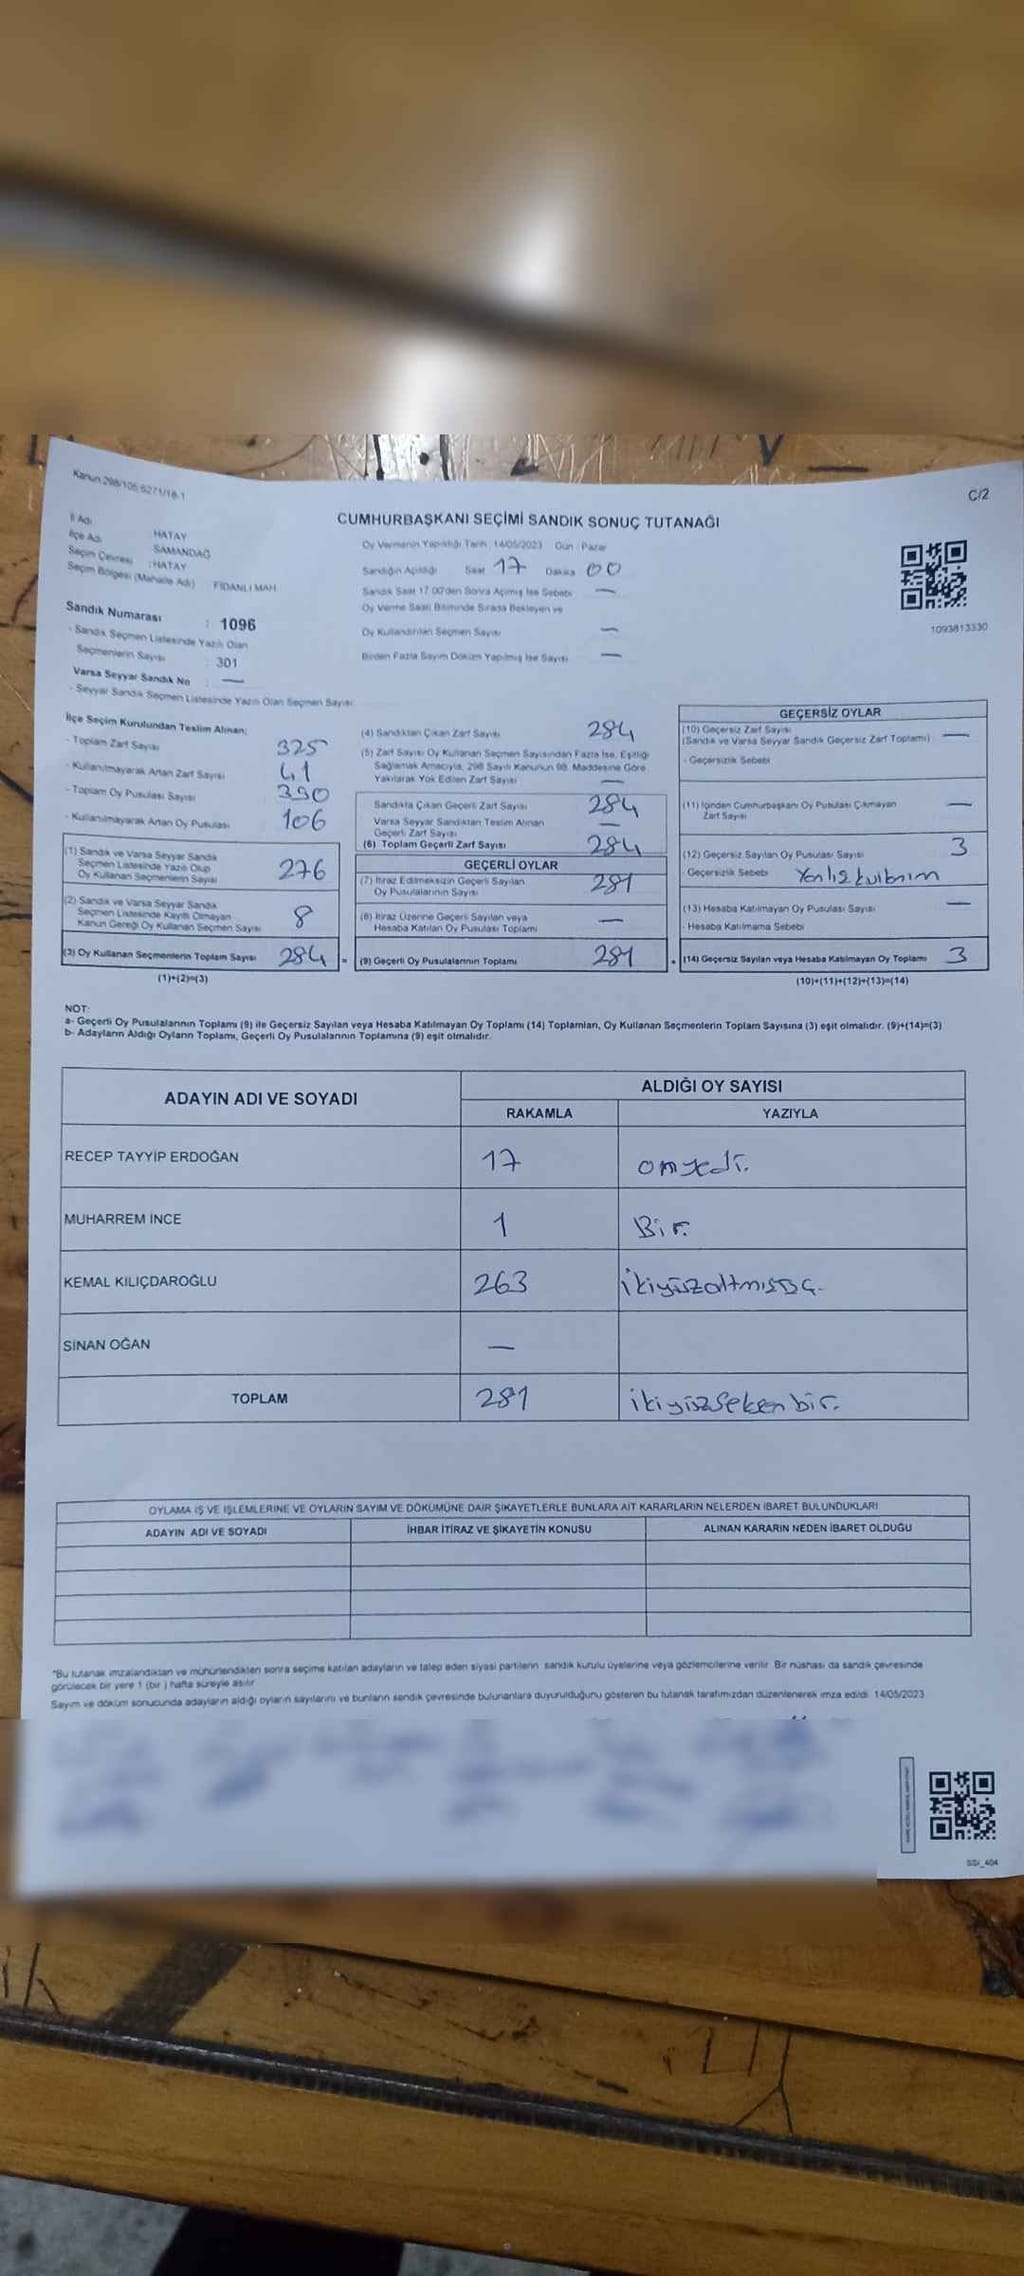 Kanun:298/105;6271/18.1
C/2
CUMHURBAŞKANI SEÇİMİ SANDIK SONUÇ TUTANAĞI
İl Adı : HATAY
İlçe Adı SAMANDAĞ
Seçim Çevresi : HATAY
Seçim Bölgesi (Mahalle Adı) FİDANLI MAH
Sandık Numarası : 1096
- Sandık Seçmen Listesinde Yazılı Olan
Seçmenlerin Sayısı : 301
Varsa Seyyar Sandık No : —
- Seyyar Sandık Seçmen Listesinde Yazılı Olan Seçmen Sayısı
Oy Vermenin Yapıldığı Tarih : 14/05/2023 Gün : Pazar
Sandığın Açıldığı Saat 17 Dakika 00
Sandık Saat 17:00'den Sonra Açılmış İse Sebebi —
Oy Verme Saati Bitiminde Sırada Bekleyen ve
Oy Kullandırılan Seçmen Sayısı —
Birden Fazla Sayım Döküm Yapılmış İse Sayısı —
1093813330
İlçe Seçim Kurulundan Teslim Alınan;
- Toplam Zarf Sayısı 325
- Kullanılmayarak Artan Zarf Sayısı 41
- Toplam Oy Pusulası Sayısı 390
- Kullanılmayarak Artan Oy Pusulası 106
(1) Sandık ve Varsa Seyyar Sandık
Seçmen Listesinde Yazılı Olup
Oy Kullanan Seçmenlerin Sayısı 276
(2) Sandık ve Varsa Seyyar Sandık
Seçmen Listesinde Kayıtlı Olmayan
Kanun Gereği Oy Kullanan Seçmen Sayısı 8
(3) Oy Kullanan Seçmenlerin Toplam Sayısı 284 =
(1)+(2)=(3)
(4) Sandıktan Çıkan Zarf Sayısı 284
(5) Zarf Sayısı Oy Kullanan Seçmen Sayısından Fazla İse, Eşitliği
Sağlamak Amacıyla, 298 Sayılı Kanunun 98. Maddesine Göre
Yakılarak Yok Edilen Zarf Sayısı —
Sandıkta Çıkan Geçerli Zarf Sayısı 284
Varsa Seyyar Sandıktan Teslim Alınan
Geçerli Zarf Sayısı —
(6) Toplam Geçerli Zarf Sayısı 284
GEÇERLİ OYLAR
(7) İtiraz Edilmeksizin Geçerli Sayılan
Oy Pusulalarının Sayısı 281
(8) İtiraz Üzerine Geçerli Sayılan veya
Hesaba Katılan Oy Pusulası Toplamı —
(9) Geçerli Oy Pusulalarının Toplamı 281 +
GEÇERSİZ OYLAR
(10) Geçersiz Zarf Sayısı
(Sandık ve Varsa Seyyar Sandık Geçersiz Zarf Toplamı) —
- Geçersizlik Sebebi
(11) İçinden Cumhurbaşkanı Oy Pusulası Çıkmayan
Zarf Sayısı —
(12) Geçersiz Sayılan Oy Pusulası Sayısı 3
Geçersizlik Sebebi
(13) Hesaba Katılmayan Oy Pusulası Sayısı —
- Hesaba Katılmama Sebebi
(14) Geçersiz Sayılan veya Hesaba Katılmayan Oy Toplamı 3
(10)+(11)+(12)+(13)=(14)
NOT:
a- Geçerli Oy Pusulalarının Toplamı (9) ile Geçersiz Sayılan veya Hesaba Katılmayan Oy Toplamı (14) Toplamları, Oy Kullanan Seçmenlerin Toplam Sayısına (3) eşit olmalıdır. (9)+(14)=(3)
b- Adayların Aldığı Oyların Toplamı, Geçerli Oy Pusulalarının Toplamına (9) eşit olmalıdır.
ADAYIN ADI VE SOYADI
ALDIĞI OY SAYISI
RAKAMLA YAZIYLA
RECEP TAYYİP ERDOĞAN 17 onyedi.
MUHARREM İNCE 1 Bir.
KEMAL KILIÇDAROĞLU 263 ikiyüzaltmışüç.
SİNAN OĞAN —
TOPLAM 281 ikiyüzseksenbir.
OYLAMA İŞ VE İŞLEMLERİNE VE OYLARIN SAYIM VE DÖKÜMÜNE DAİR ŞİKAYETLERLE BUNLARA AİT KARARLARIN NELERDEN İBARET BULUNDUKLARI
ADAYIN ADI VE SOYADI İHBAR İTİRAZ VE ŞİKAYETİN KONUSU ALINAN KARARIN NEDEN İBARET OLDUĞU
*Bu tutanak imzalandıktan ve mühürlendikten sonra seçime katılan adayların ve talep eden siyasi partilerin sandık kurulu üyelerine veya gözlemcilerine verilir. Bir nüshası da sandık çevresinde
görülecek bir yere 1 (bir ) hafta süreyle asılır.
Sayım ve döküm sonucunda adayların aldığı oyların sayılarını ve bunların sandık çevresinde bulunanlara duyurulduğunu gösteren bu tutanak tarafımızdan düzenlenerek imza edildi. 14/05/2023
SSI_404